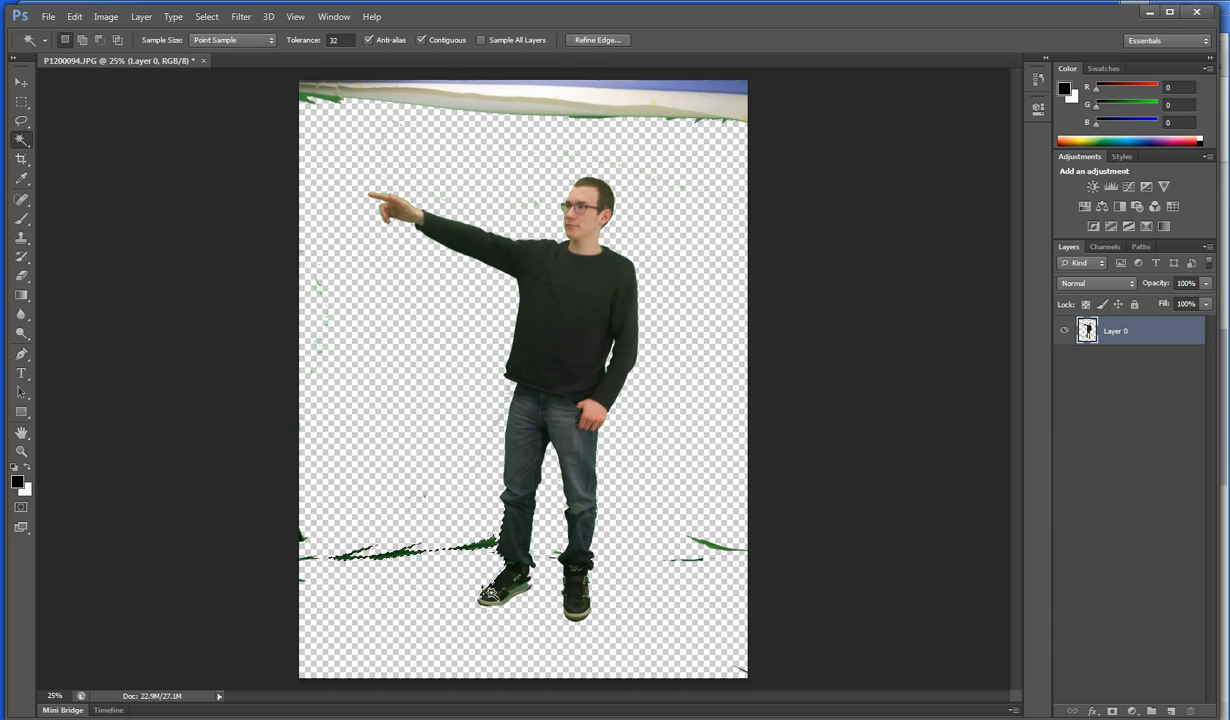 Ps File Edit Image Layer Type Select Filter 3D View Window Help
Sample Size: Point Sample Tolerance: 32 Anti-alias Contiguous Sample All Layers Refine Edge... Essentials
P1200094.JPG @ 25% (Layer 0, RGB/8) * ×
Color Swatches
R 0
G 0
B 0
Adjustments Styles
Add an adjustment
Layers Channels Paths
Kind
Normal Opacity: 100%
Lock: Fill: 100%
Layer 0
25% Doc: 22.9M/27.1M
Mini Bridge Timeline